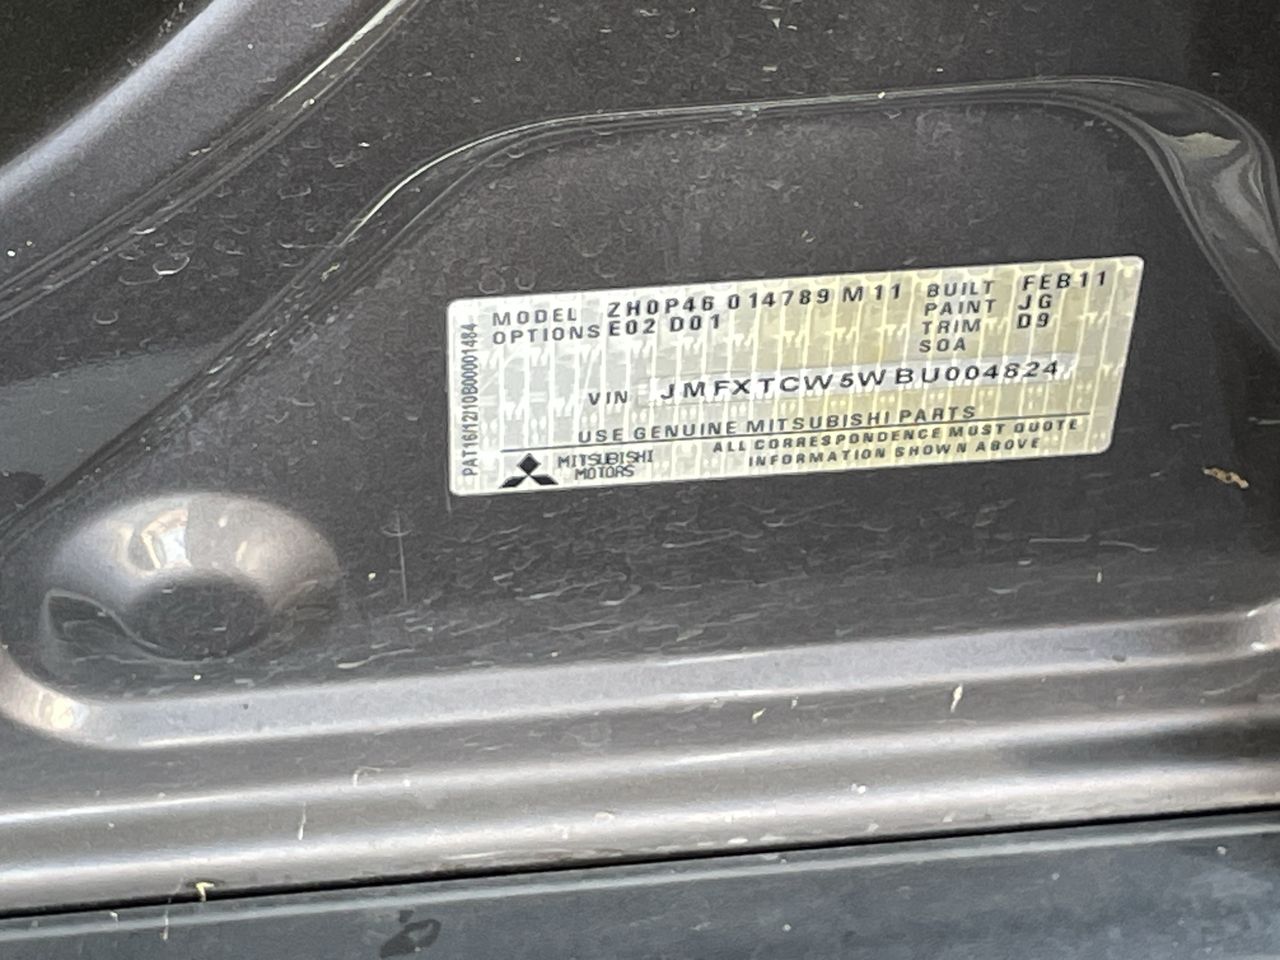 MODEL ZH0P46 014789 M11 BUILT FEB11
OPTIONS E02 D01 PAINT JG
TRIM D9
SOA
VIN JMFXTCW5WBU004824
USE GENUINE MITSUBISHI PARTS
MITSUBISHI MOTORS
ALL CORRESPONDENCE MUST QUOTE
INFORMATION SHOWN ABOVE
PAT16/12/10B00001484